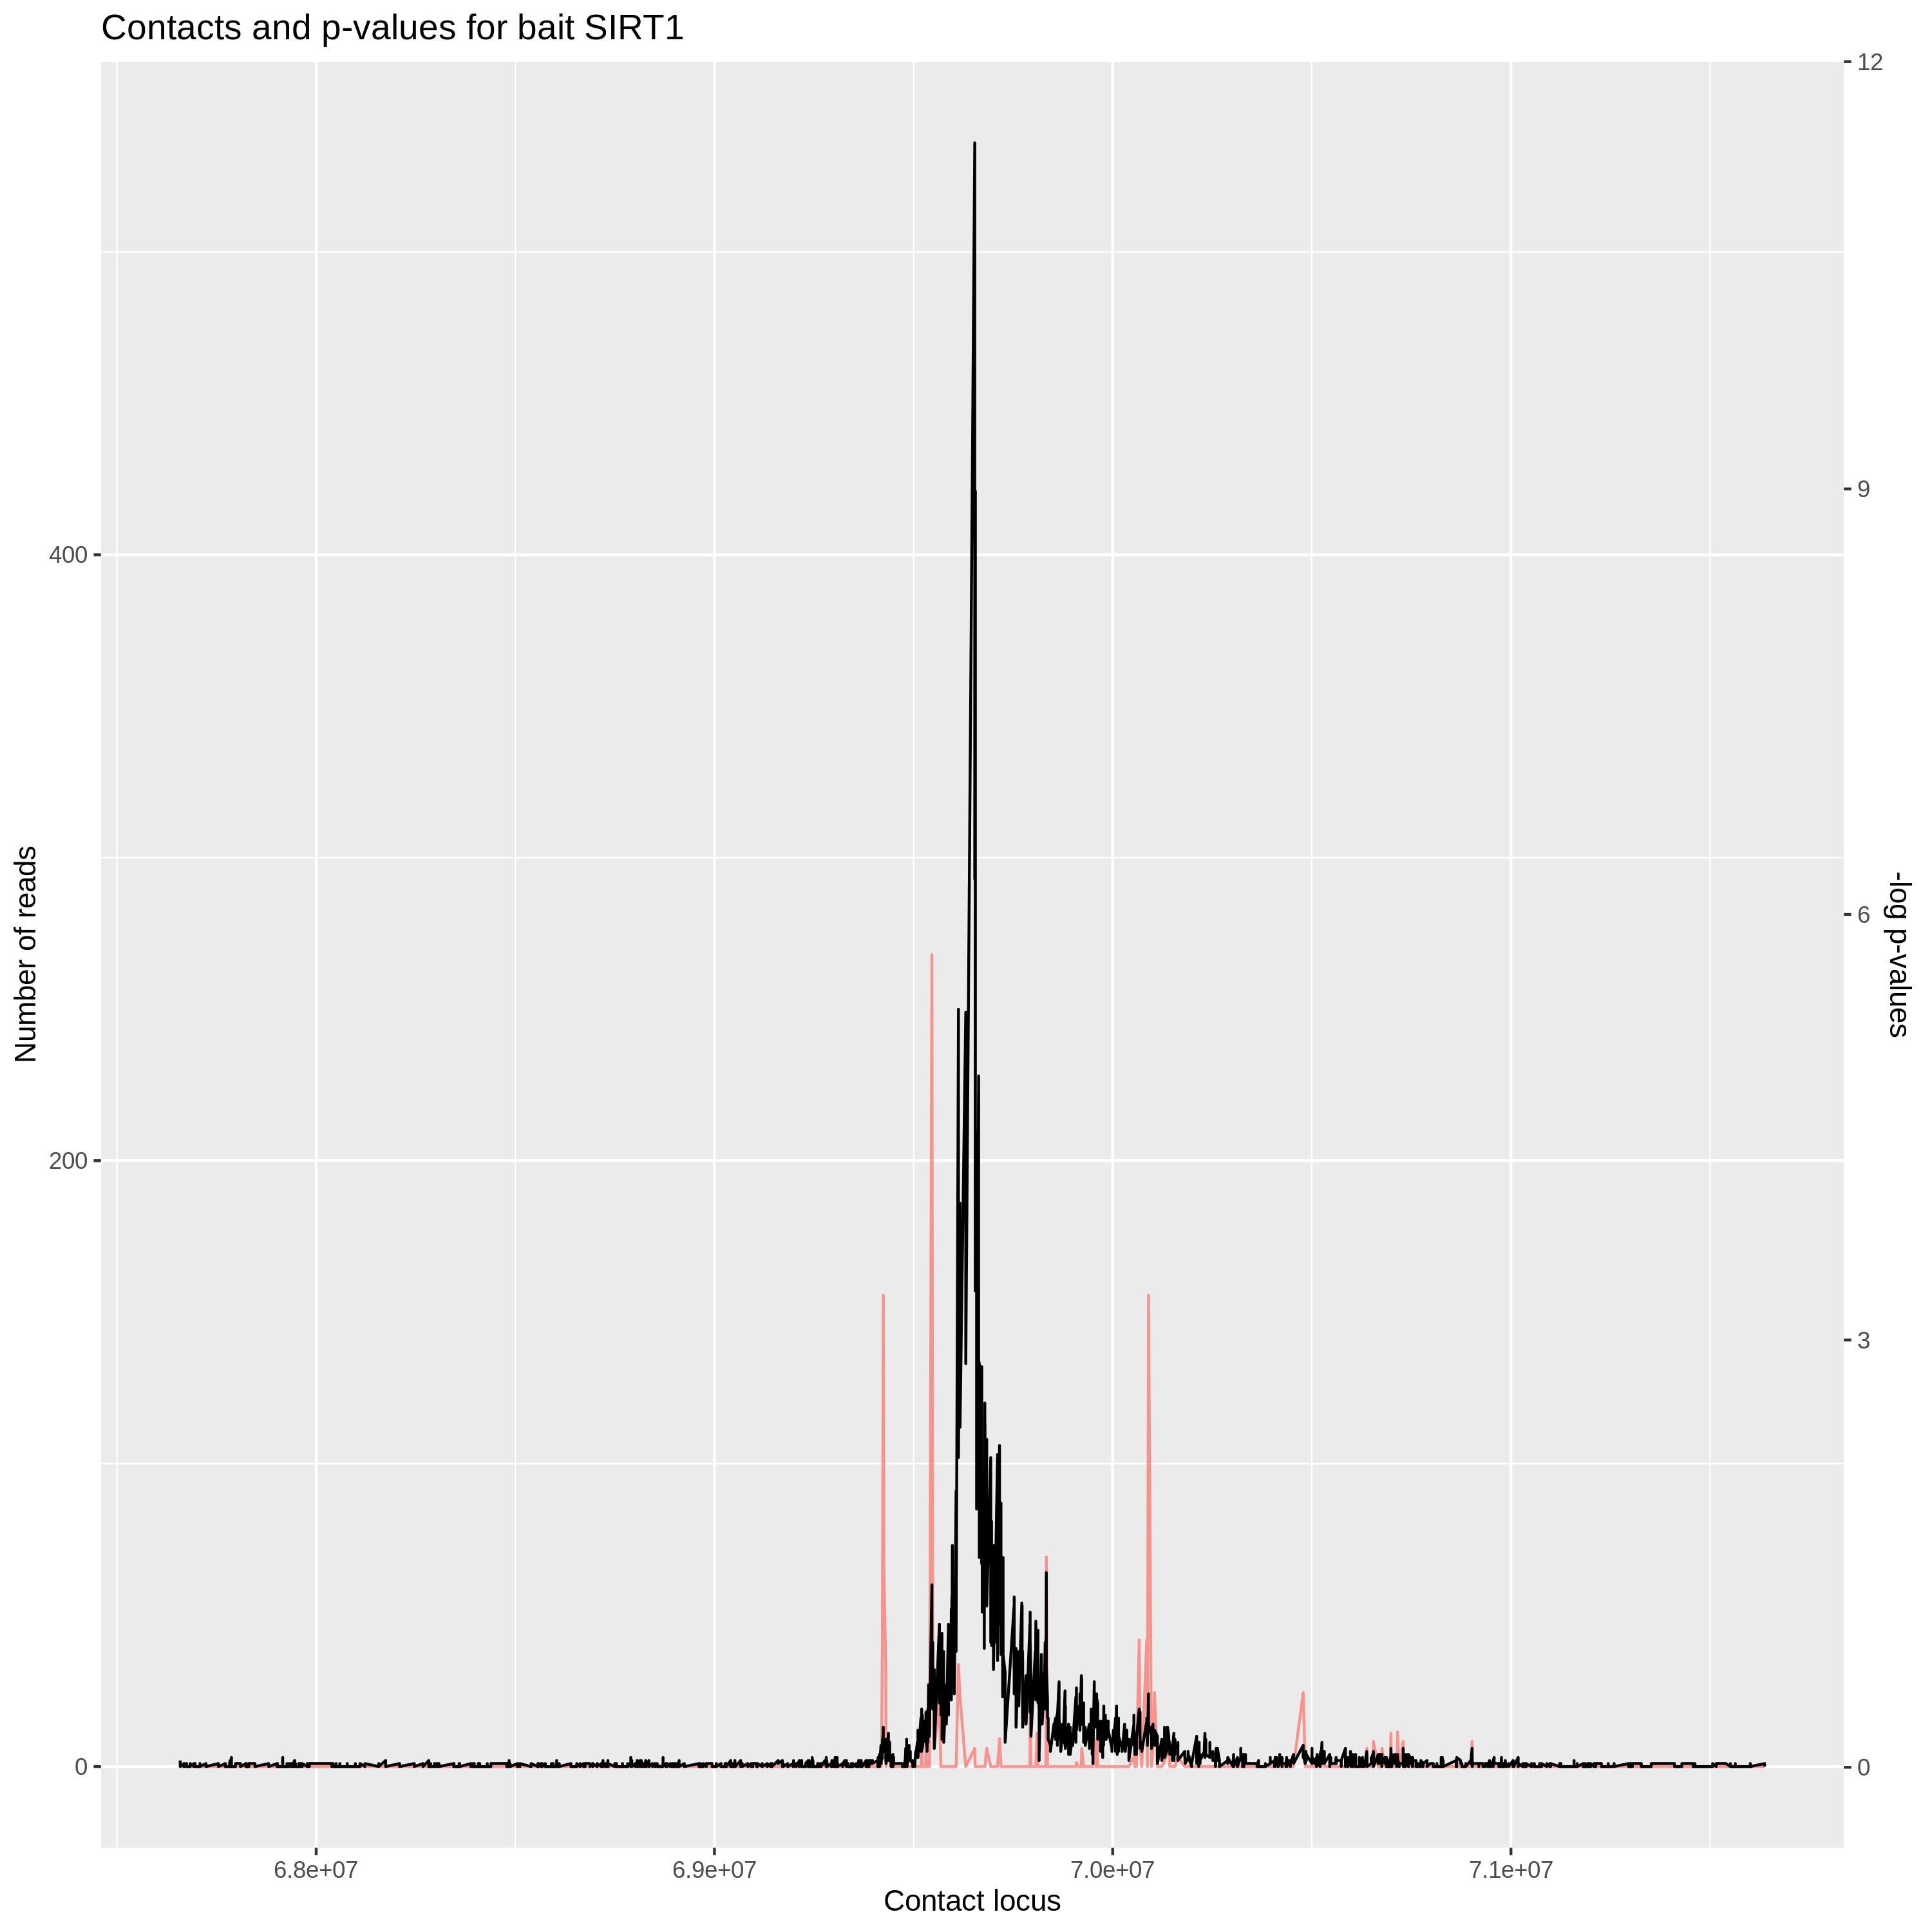 Contacts and p-values for bait SIRT1
12
9
6
3
0
400
200
0
Number of reads
-log p-values
6.8e+07
6.9e+07
7.0e+07
7.1e+07
Contact locus